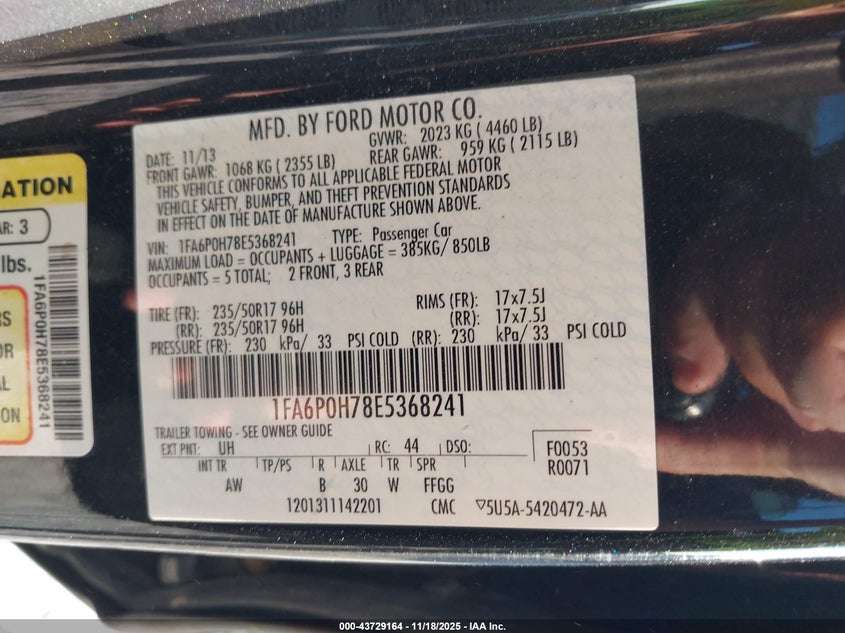 MFD. BY FORD MOTOR CO.
DATE: 11/13 GVWR: 2023 KG ( 4460 LB)
FRONT GAWR: 1068 KG ( 2355 LB) REAR GAWR: 959 KG ( 2115 LB)
THIS VEHICLE CONFORMS TO ALL APPLICABLE FEDERAL MOTOR
VEHICLE SAFETY, BUMPER, AND THEFT PREVENTION STANDARDS
IN EFFECT ON THE DATE OF MANUFACTURE SHOWN ABOVE.
VIN: 1FA6P0H78E5368241 TYPE: Passenger Car
MAXIMUM LOAD = OCCUPANTS + LUGGAGE = 385KG/ 850LB
OCCUPANTS = 5 TOTAL; 2 FRONT, 3 REAR
TIRE (FR): 235/50R17 96H RIMS (FR): 17x7.5J
(RR): 235/50R17 96H (RR): 17x7.5J
PRESSURE (FR): 230 kPa/ 33 PSI COLD (RR): 230 kPa/ 33 PSI COLD
1FA6P0H78E5368241
TRAILER TOWING - SEE OWNER GUIDE
EXT PNT: UH RC: 44 DSO: F0053
R0071
INT TR TP/PS R AXLE TR SPR
AW B 30 W FFGG
1201311142201 CMC ▽5U5A-5420472-AA
ATION
AR: 3
lbs.
RS
OR
AL
ON
1FA6P0H78E5368241
000-43729164 - 11/18/2025 - IAA Inc.